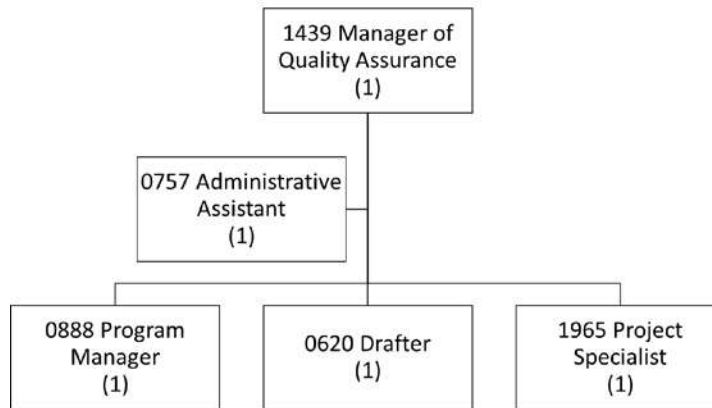 1439 Manager of
Quality Assurance
(1)
0757 Administrative
Assistant
(1)
0888 Program
Manager
(1)
0620 Drafter
(1)
1965 Project
Specialist
(1)